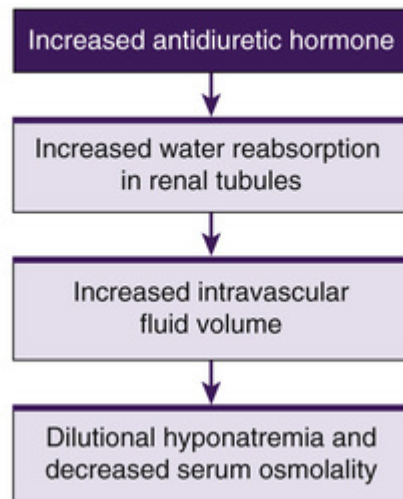 Increased antidiuretic hormone
Increased water reabsorption
in renal tubules
Increased intravascular
fluid volume
Dilutional hyponatremia and
decreased serum osmolality